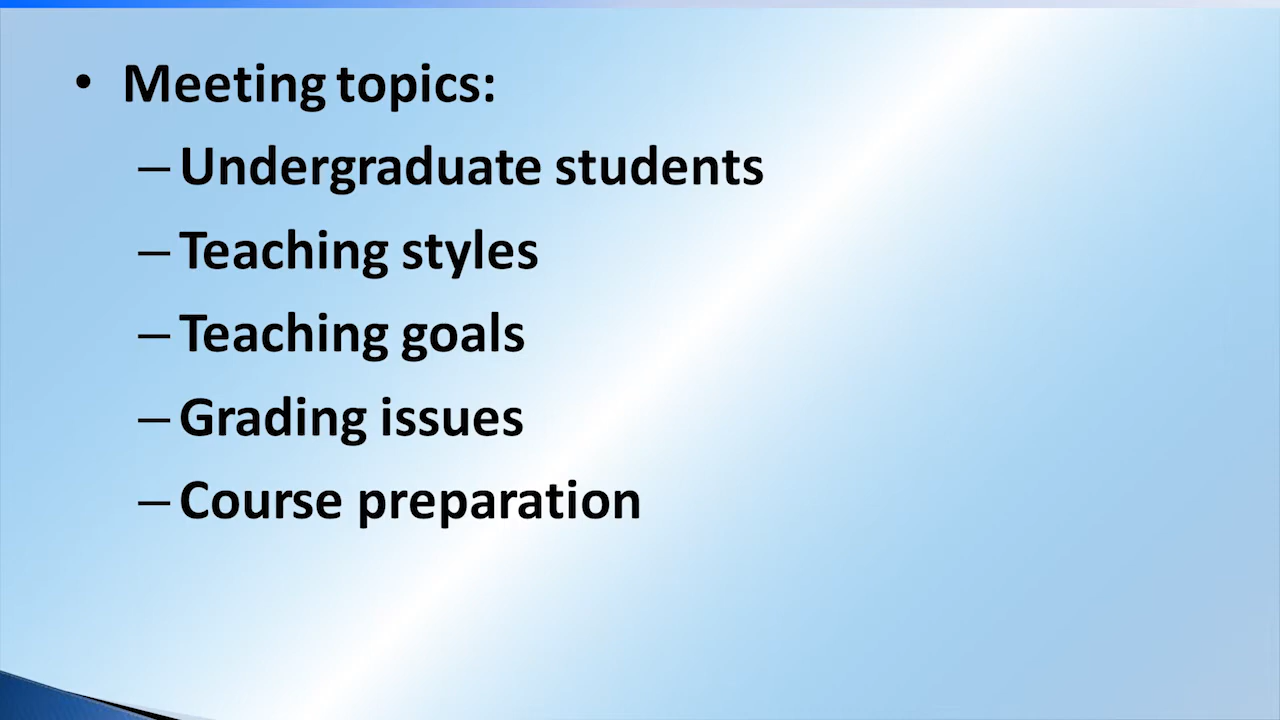 • Meeting topics:
– Undergraduate students
– Teaching styles
– Teaching goals
– Grading issues
– Course preparation